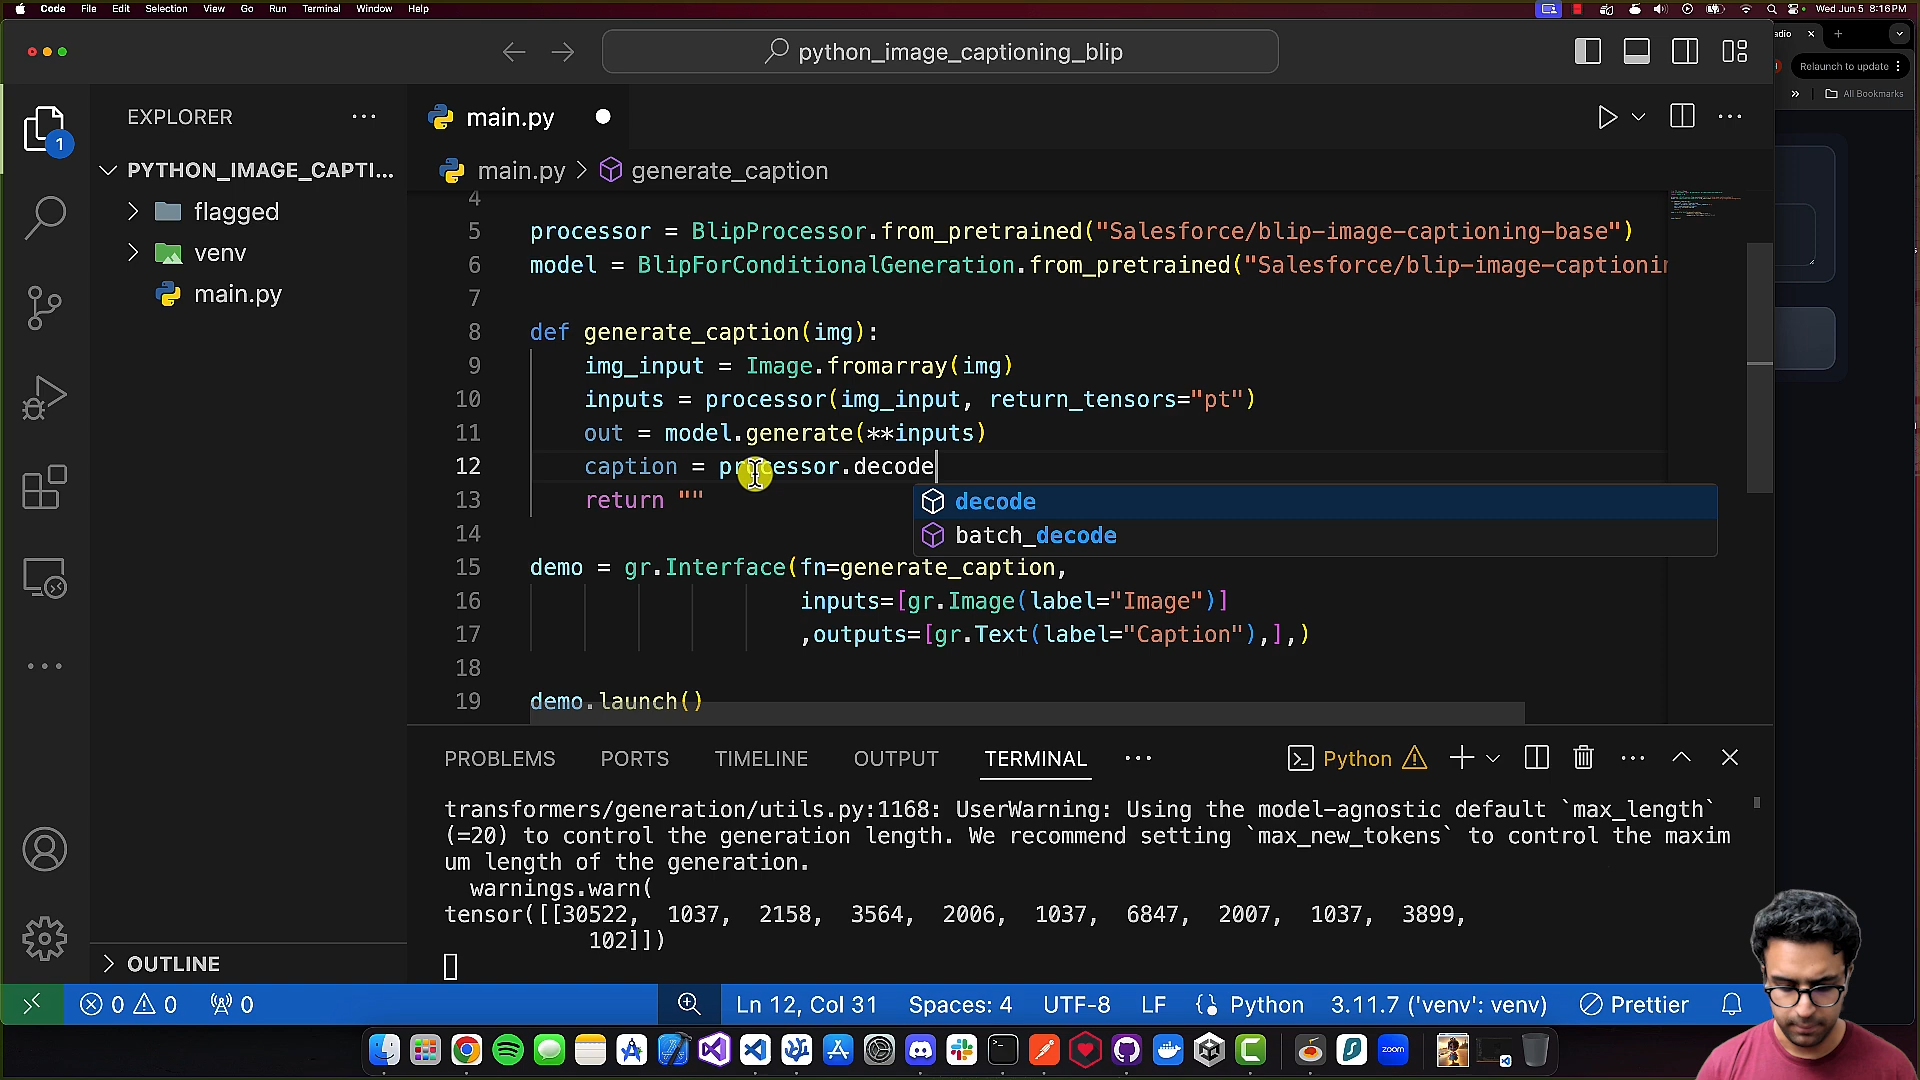 Code File Edit Selection View Go Run Terminal Window Help Wed Jun 5 8:16 PM
python_image_captioning_blip
Relaunch to update
All Bookmarks
EXPLORER
main.py
1
PYTHON_IMAGE_CAPTI...
main.py > generate_caption
flagged
venv
main.py
4
5 processor = BlipProcessor.from_pretrained("Salesforce/blip-image-captioning-base")
6 model = BlipForConditionalGeneration.from_pretrained("Salesforce/blip-image-captionin
7
8 def generate_caption(img):
9 img_input = Image.fromarray(img)
10 inputs = processor(img_input, return_tensors="pt")
11 out = model.generate(**inputs)
12 caption = processor.decode
13 return ""
decode
batch_decode
14
15 demo = gr.Interface(fn=generate_caption,
16 inputs=[gr.Image(label="Image")]
17 ,outputs=[gr.Text(label="Caption"),],)
18
19 demo.launch()
PROBLEMS PORTS TIMELINE OUTPUT TERMINAL Python
transformers/generation/utils.py:1168: UserWarning: Using the model-agnostic default `max_length`
(=20) to control the generation length. We recommend setting `max_new_tokens` to control the maxim
um length of the generation.
warnings.warn(
tensor([[30522, 1037, 2158, 3564, 2006, 1037, 6847, 2007, 1037, 3899,
102]])
OUTLINE
0 0 0 Ln 12, Col 31 Spaces: 4 UTF-8 LF Python 3.11.7 ('venv': venv) Prettier
zoom